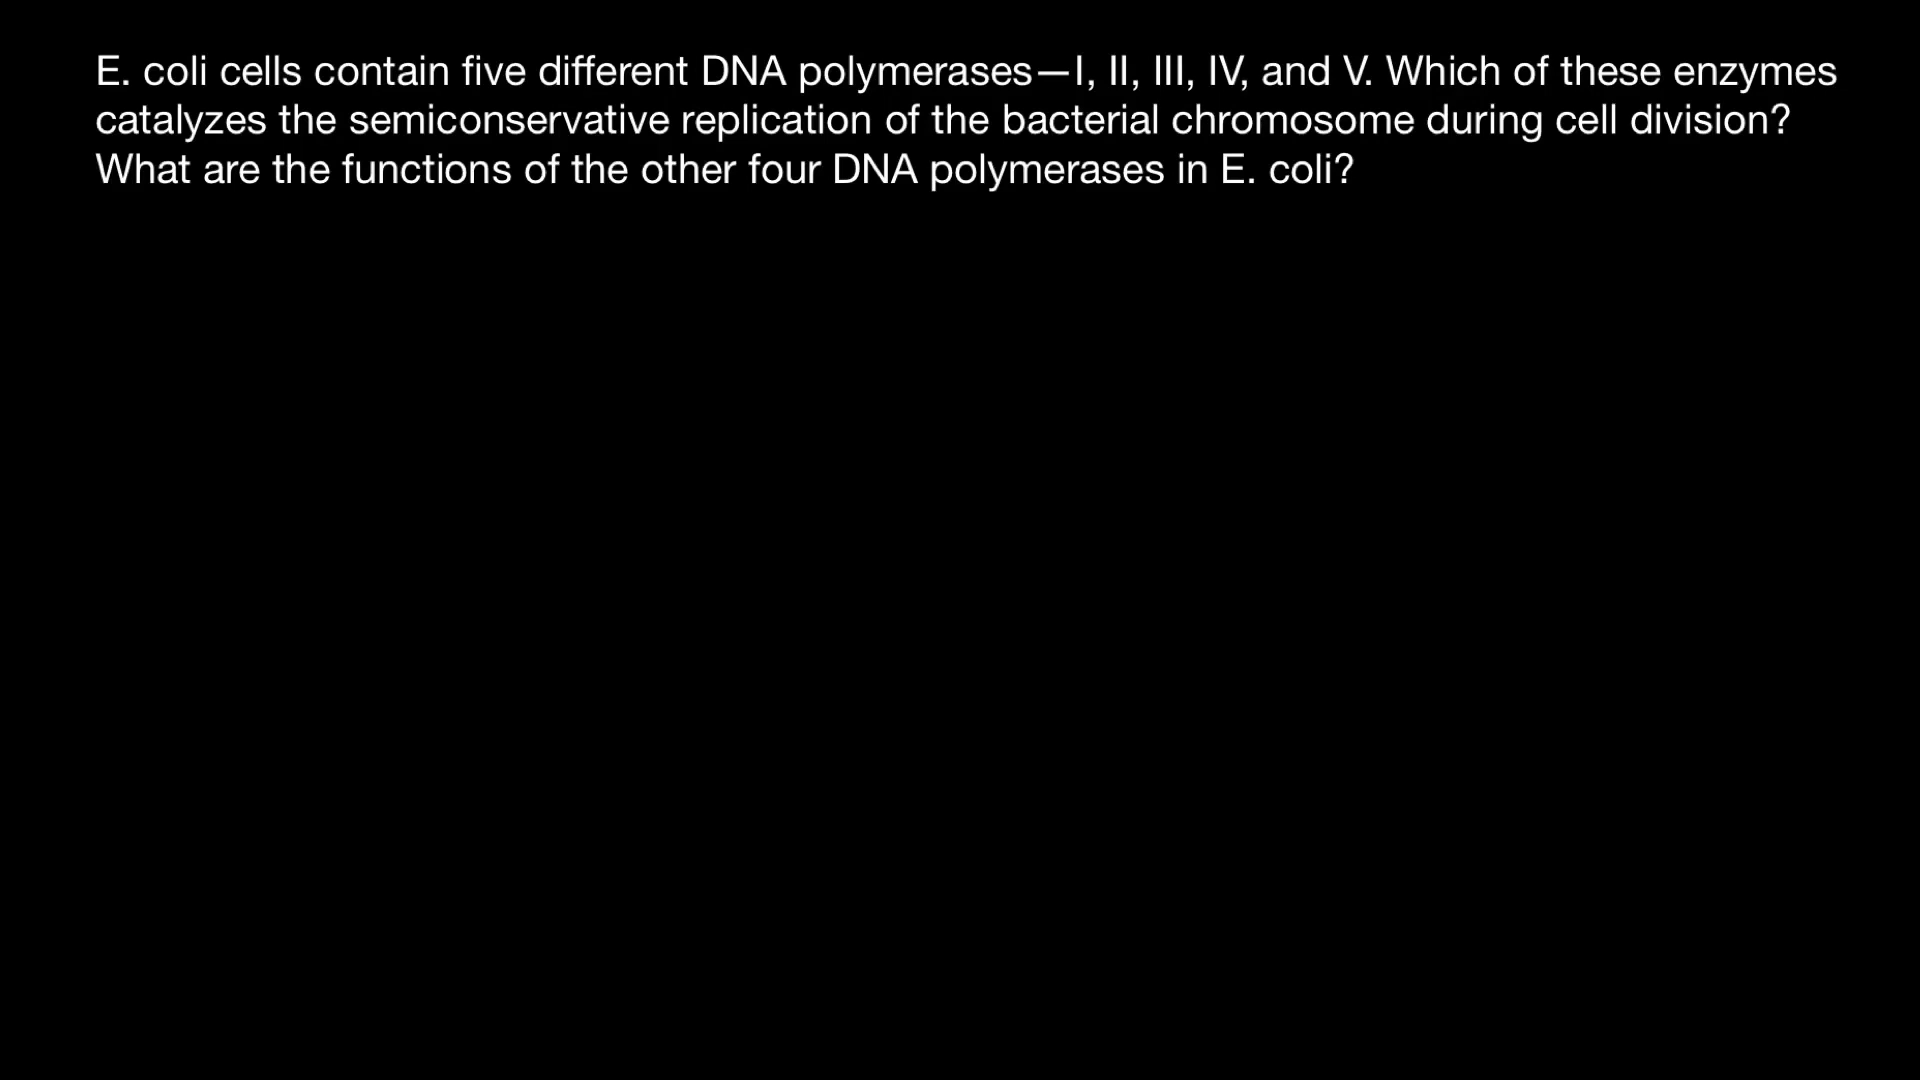 E. coli cells contain five different DNA polymerases—I, II, III, IV, and V. Which of these enzymes
catalyzes the semiconservative replication of the bacterial chromosome during cell division?
What are the functions of the other four DNA polymerases in E. coli?